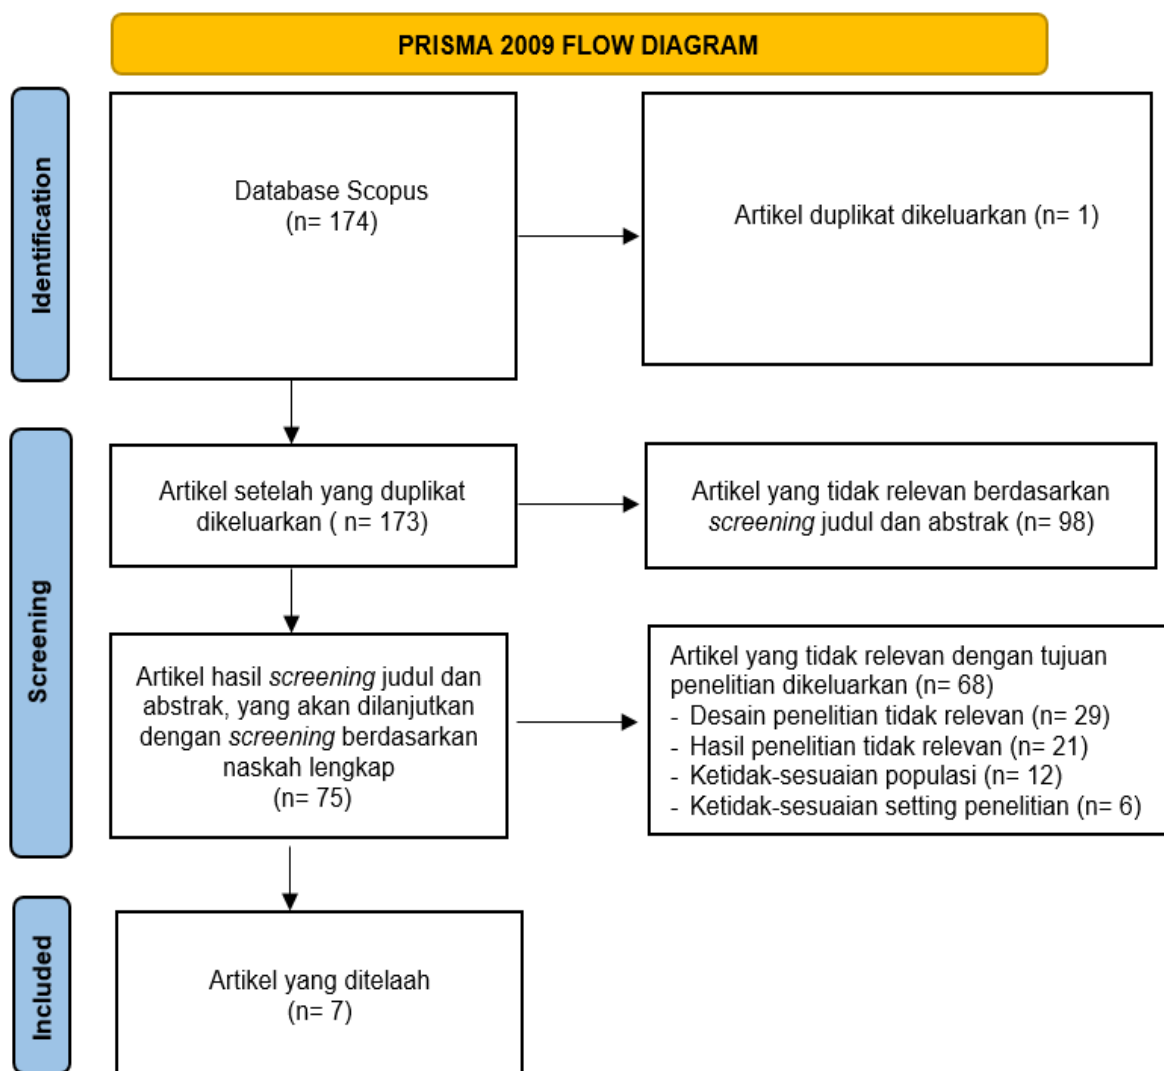 PRISMA 2009 FLOW DIAGRAM
Identification
Database Scopus
(n= 174)
Artikel duplikat dikeluarkan (n= 1)
Screening
Artikel setelah yang duplikat
dikeluarkan ( n= 173)
Artikel yang tidak relevan berdasarkan
screening judul dan abstrak (n= 98)
Artikel hasil screening judul dan
abstrak, yang akan dilanjutkan
dengan screening berdasarkan
naskah lengkap
(n= 75)
Artikel yang tidak relevan dengan tujuan
penelitian dikeluarkan (n= 68)
- Desain penelitian tidak relevan (n= 29)
- Hasil penelitian tidak relevan (n= 21)
- Ketidak-sesuaian populasi (n= 12)
- Ketidak-sesuaian setting penelitian (n= 6)
Included
Artikel yang ditelaah
(n= 7)